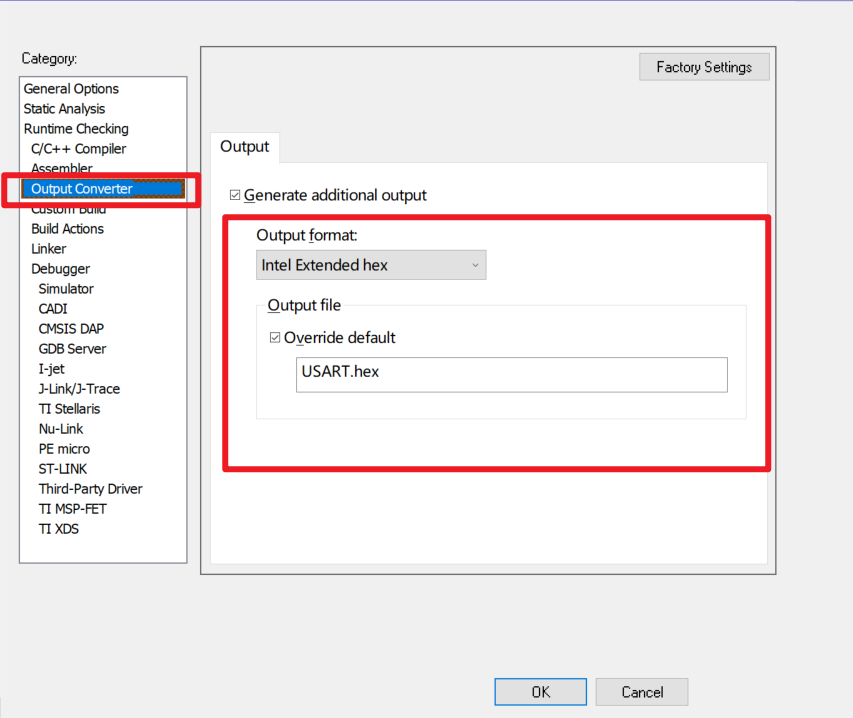 Category:
General Options
Static Analysis
Runtime Checking
C/C++ Compiler
Assembler
Output Converter
Custom Build
Build Actions
Linker
Debugger
Simulator
CADI
CMSIS DAP
GDB Server
I-jet
J-Link/J-Trace
TI Stellaris
Nu-Link
PE micro
ST-LINK
Third-Party Driver
TI MSP-FET
TI XDS
Factory Settings
Output
Generate additional output
Output format:
Intel Extended hex
Output file
Override default
USART.hex
OK
Cancel